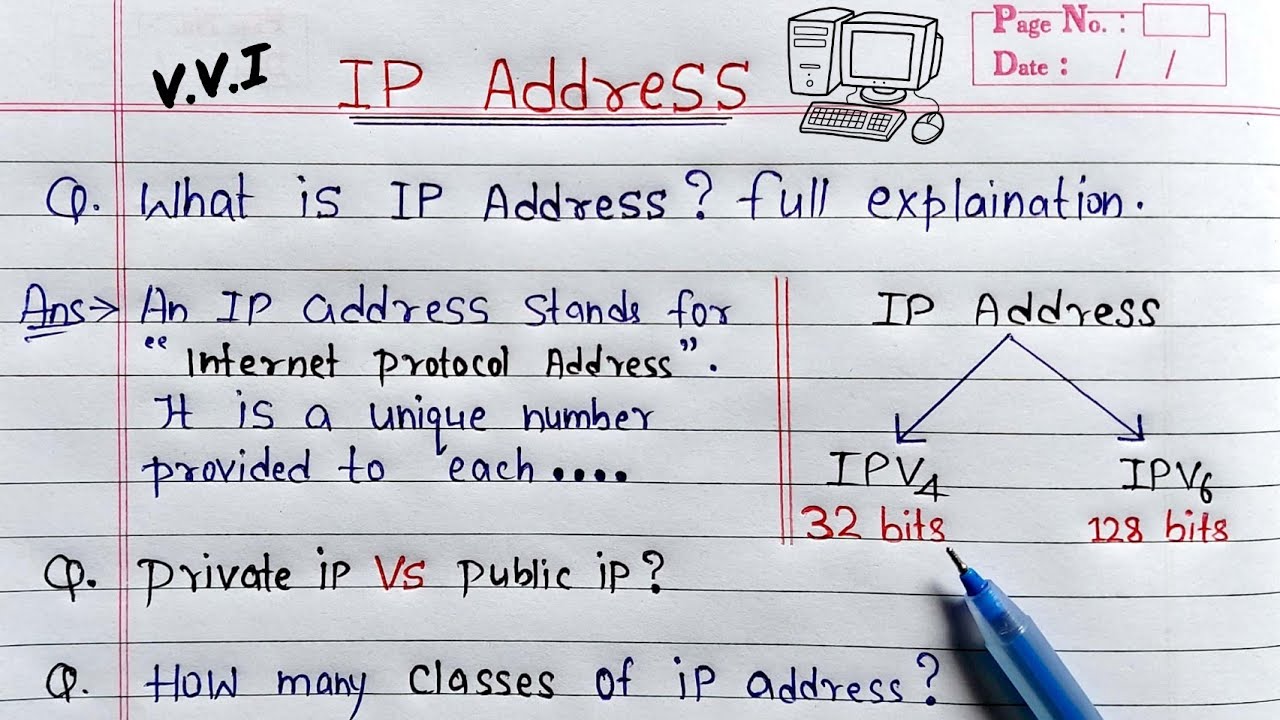 V.V.I IP Address
Page No. :
Date : / /
Q. What is IP Address? full explaination.
Ans→ An IP address stands for
"Internet Protocol Address".
It is a unique number
provided to each ....
IP Address
IPV4 IPV6
32 bits 128 bits
Q. Private ip VS Public ip?
Q. How many classes of ip address?